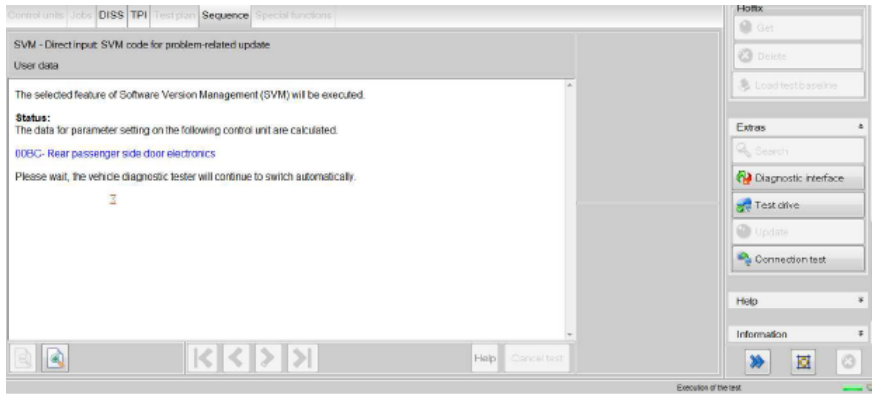 Control units Jobs DISS TPI Test plan Sequence Special functions
SVM - Direct input: SVM code for problem-related update
User data
The selected feature of Software Version Management (SVM) will be executed.
Status:
The data for parameter setting on the following control unit are calculated.
00BC- Rear passenger side door electronics
Please wait, the vehicle diagnostic tester will continue to switch automatically.
Help Cancel test
Hotfix
Get
Delete
Load test baseline
Extras
Search
Diagnostic interface
Test drive
Update
Connection test
Help
Information
Execution of the test